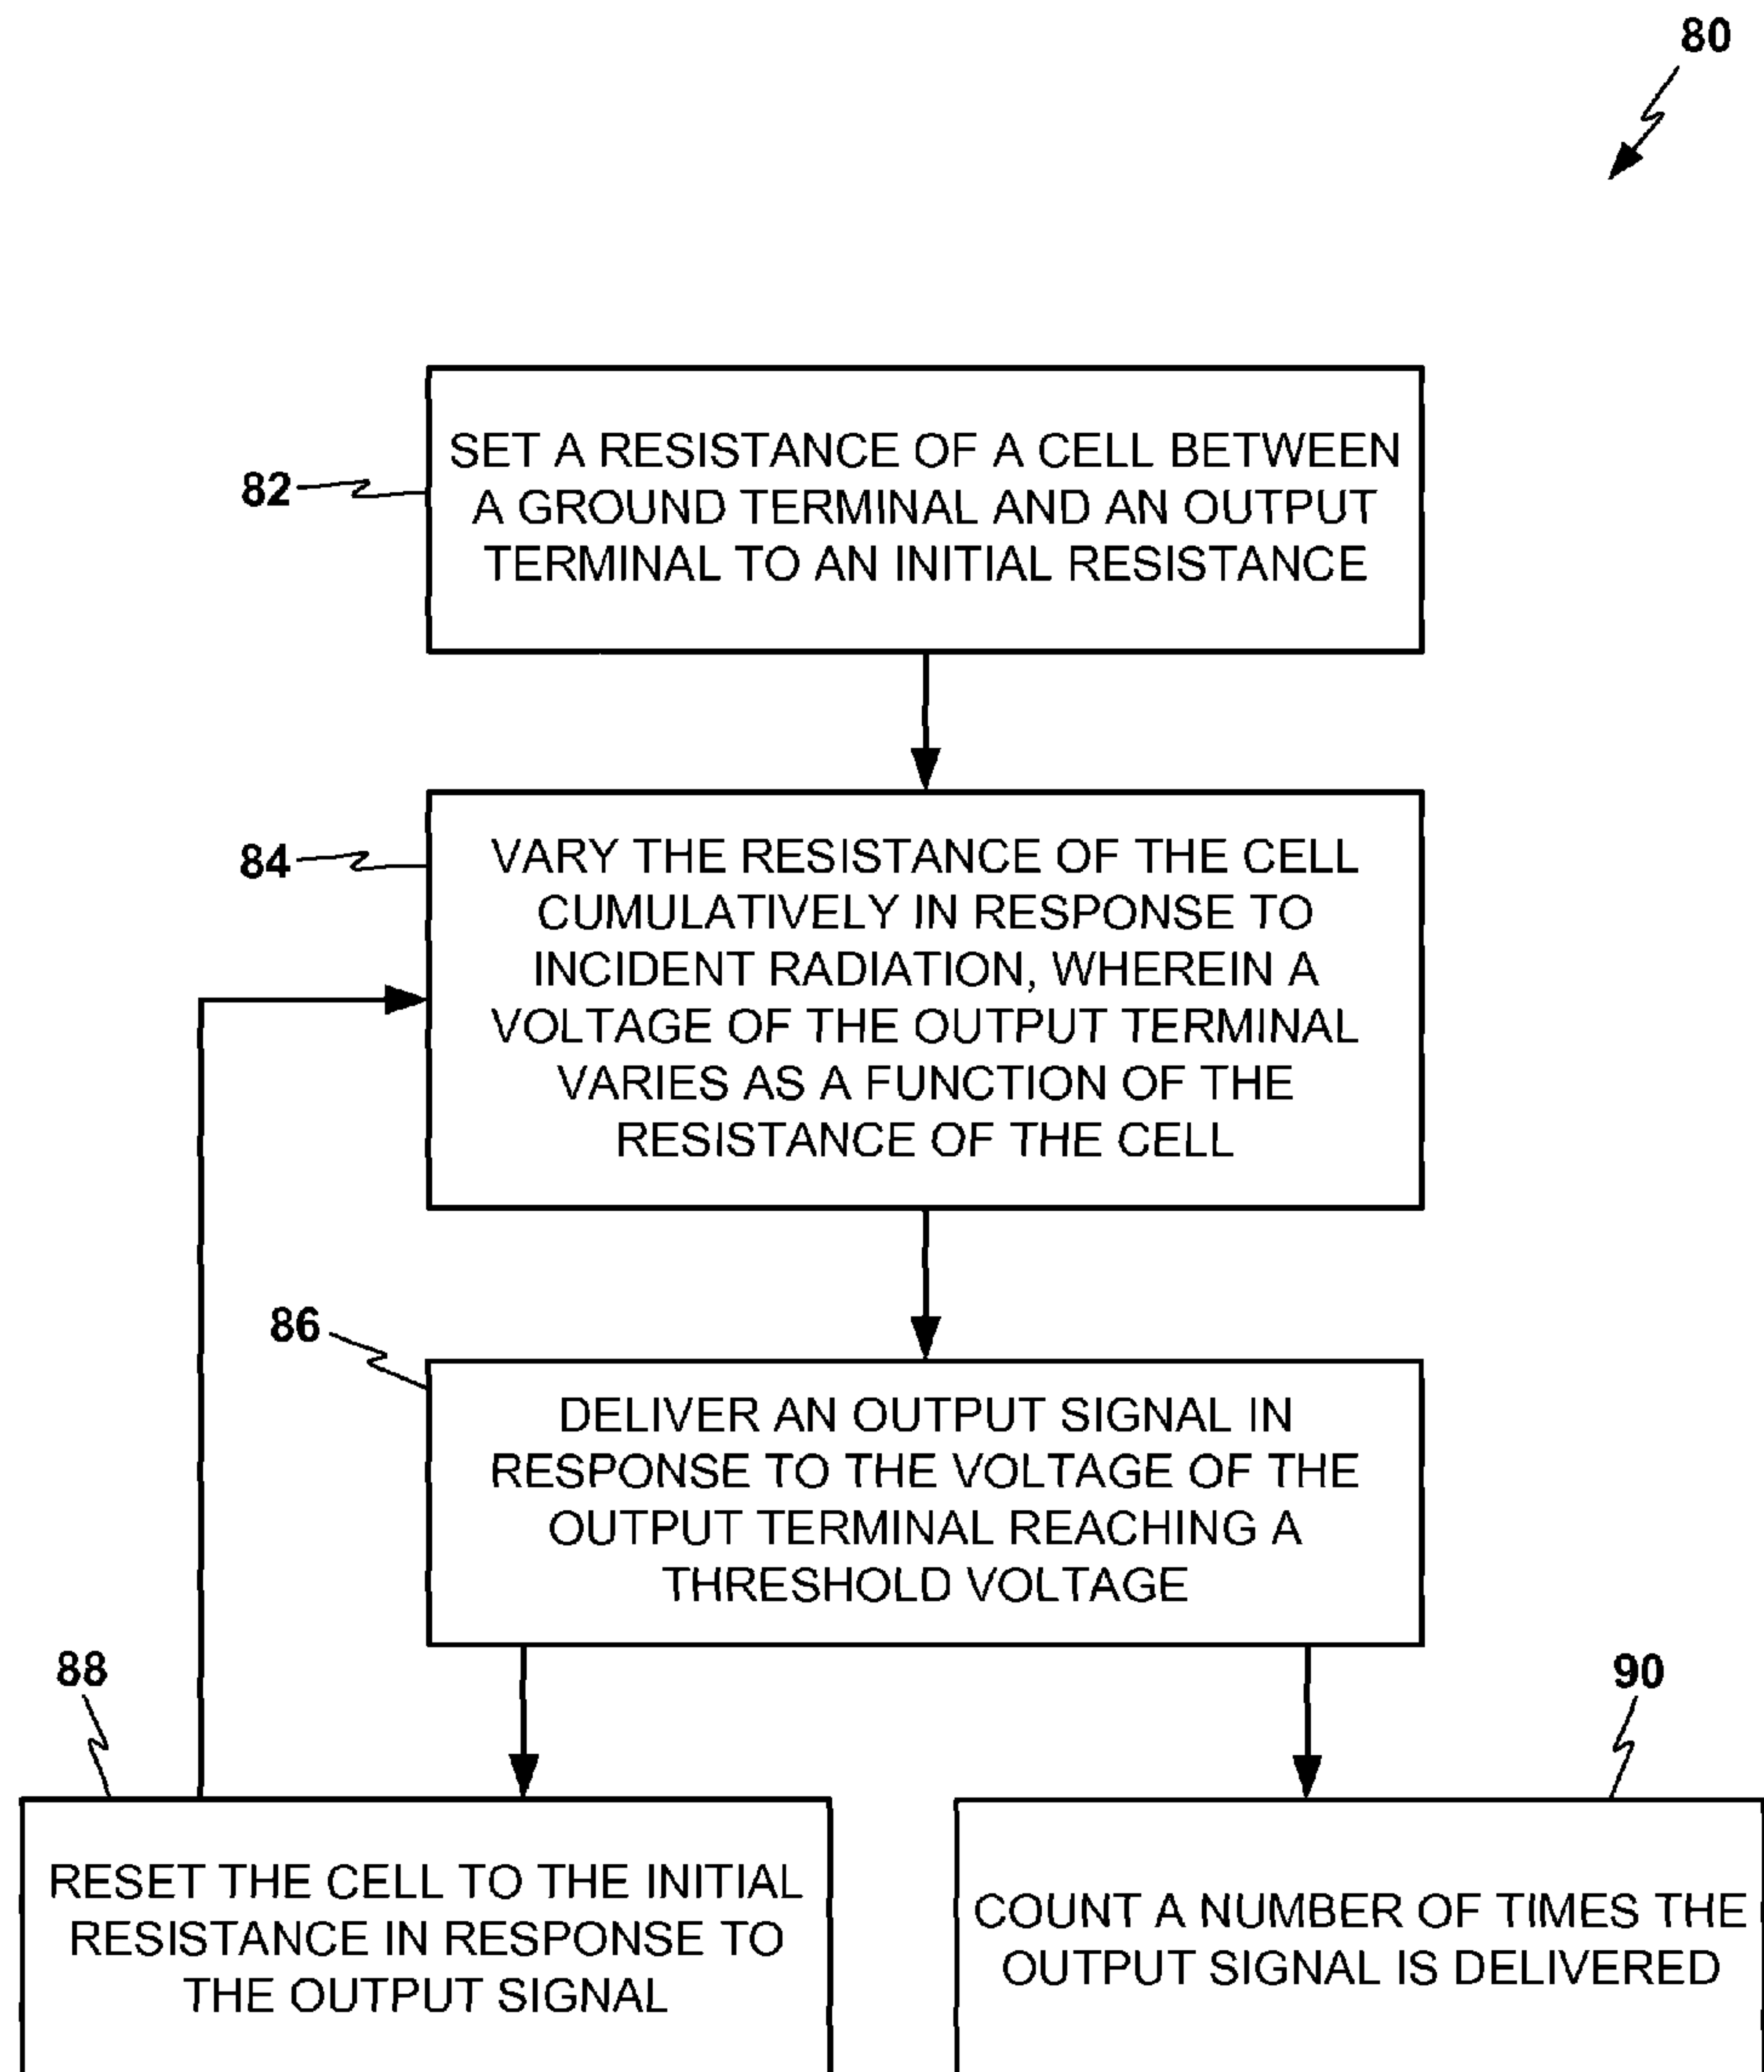 80
82
SET A RESISTANCE OF A CELL BETWEEN
A GROUND TERMINAL AND AN OUTPUT
TERMINAL TO AN INITIAL RESISTANCE
84
VARY THE RESISTANCE OF THE CELL
CUMULATIVELY IN RESPONSE TO
INCIDENT RADIATION, WHEREIN A
VOLTAGE OF THE OUTPUT TERMINAL
VARIES AS A FUNCTION OF THE
RESISTANCE OF THE CELL
86
DELIVER AN OUTPUT SIGNAL IN
RESPONSE TO THE VOLTAGE OF THE
OUTPUT TERMINAL REACHING A
THRESHOLD VOLTAGE
88
RESET THE CELL TO THE INITIAL
RESISTANCE IN RESPONSE TO
THE OUTPUT SIGNAL
90
COUNT A NUMBER OF TIMES THE
OUTPUT SIGNAL IS DELIVERED